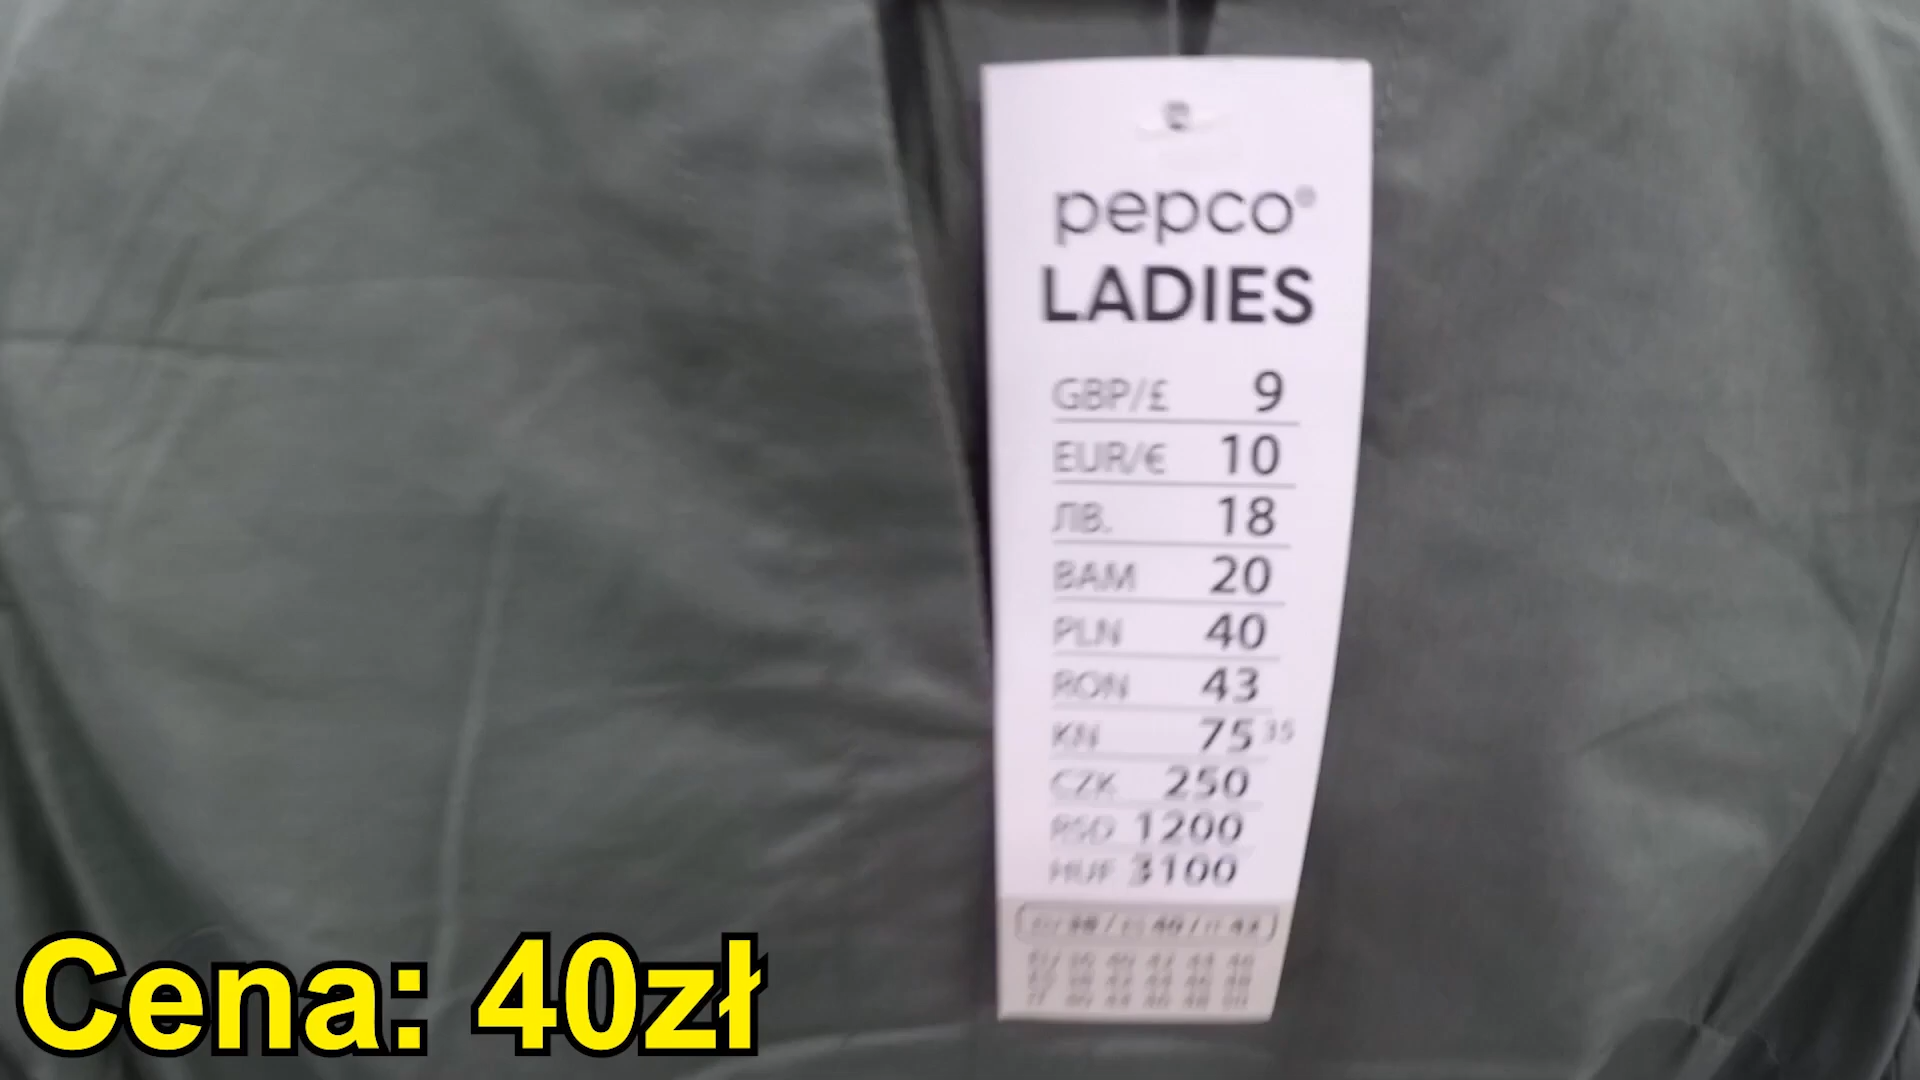 pepco®
LADIES
GBP/£ 9
EUR/€ 10
ЛВ. 18
BAM 20
PLN 40
RON 43
KN 75 35
CZK 250
RSD 1200
HUF 3100
Cena: 40zł